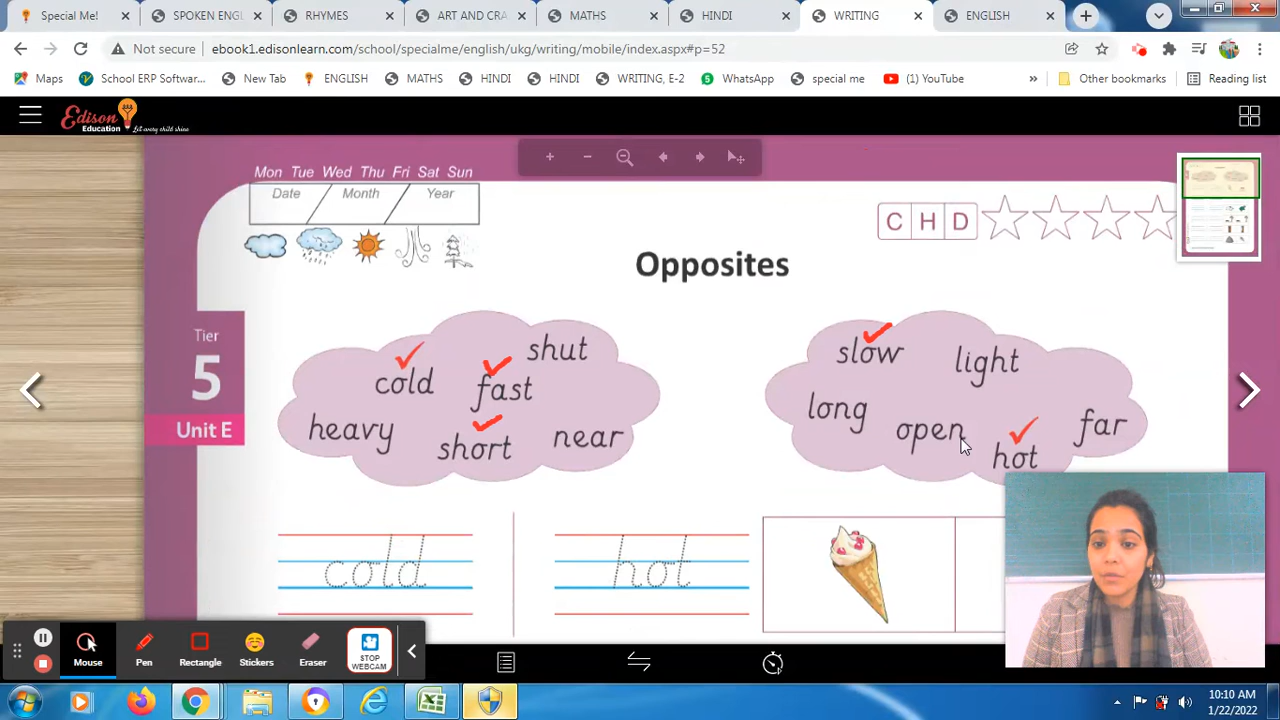 Special Me!
SPOKEN ENGL
RHYMES
ART AND C
MATHS
HINDI
WRITING
ENGLISH
Not secure
ebook1.edisonlearn.com/school/specialme/english/ukg/writing/mobile/index.aspx#p=52
Maps
School ERP Softwar...
New Tab
ENGLISH
MATHS
HINDI
HINDI
WRITING, E-2
WhatsApp
special me
(1) YouTube
»
Other bookmarks
Reading list
Edison
Education
Let every child shine
Mon Tue Wed Thu Fri Sat Sun
Date Month Year
C H D
Opposites
Tier
5
Unit E
shut
cold
fast
heavy
short
near
slow
light
long
open
far
hot
cold
hot
Mouse
Pen
Rectangle
Stickers
Eraser
STOP
WEBCAM
10:10 AM
1/22/2022